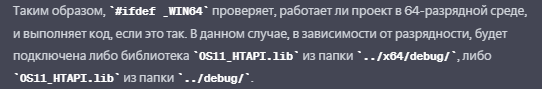 Таким образом, `#ifdef _WIN64` проверяет, работает ли проект в 64-разрядной среде,
и выполняет код, если это так. В данном случае, в зависимости от разрядности, будет
подключена либо библиотека `OS11_HTAPI.lib` из папки `../x64/debug/`, либо
`OS11_HTAPI.lib` из папки `../debug/`.